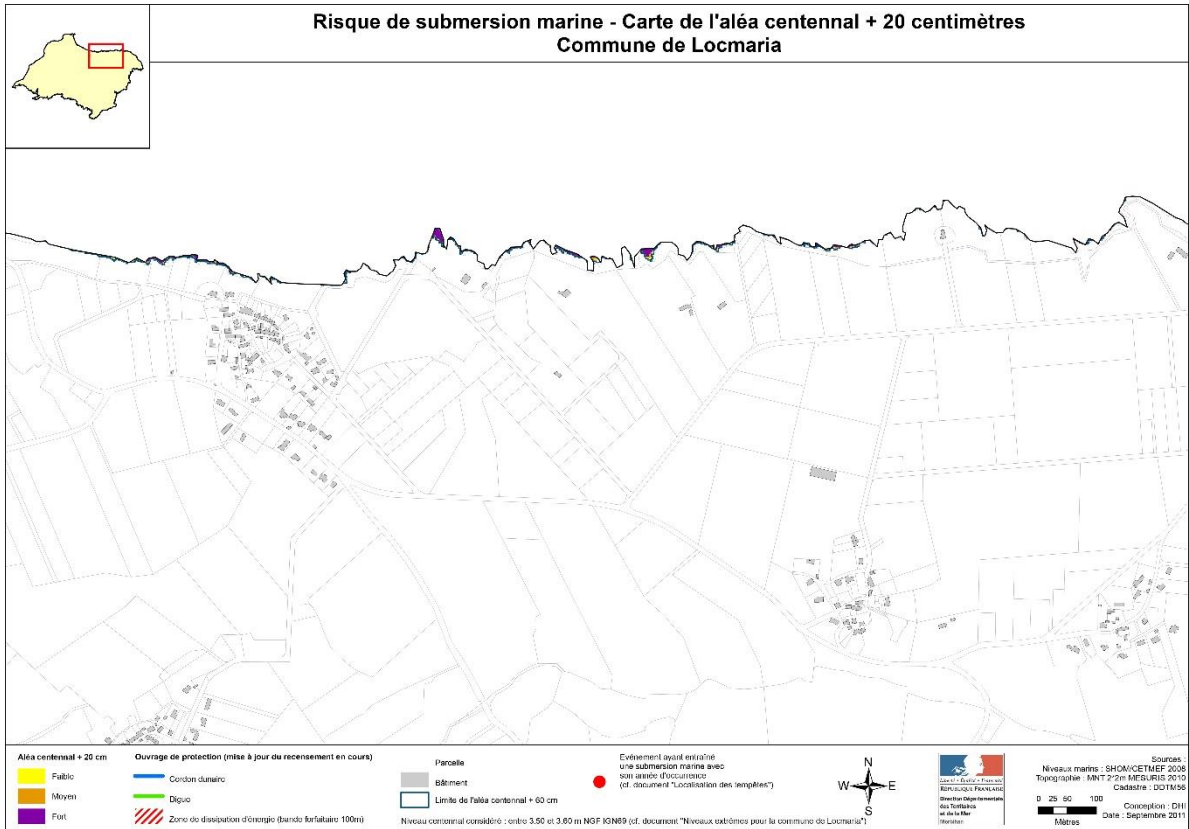 Risque de submersion marine - Carte de l'aléa centennal + 20 centimètres
Commune de Locmaria
Aléa centennal + 20 cm
Faible
Moyen
Fort
Ouvrage de protection (mise à jour du recensement en cours)
Cordon dunaire
Digue
Zone de dissipation d'énergie (bande forfaitaire 100m)
Parcelle
Bâtiment
Limite de l'aléa centennal + 60 cm
Niveau centennal considéré : entre 3,50 et 3,60 m NGF IGN69 (cf. document "Niveaux extrêmes pour la commune de Locmaria")
Evènement ayant entraîné
une submersion marine avec
son année d'occurrence
(cf. document "Localisation des tempêtes")
N
W E
S
Liberté • Égalité • Fraternité
RÉPUBLIQUE FRANÇAISE
Direction Départementale
des Territoires
et de la Mer
Morbihan
Sources :
Niveaux marins : SHOM/CETMEF 2008
Topographie : MNT 2*2m MESURIS 2010
Cadastre : DDTM56
0 25 50 100
Mètres
Conception : DHI
Date : Septembre 2011